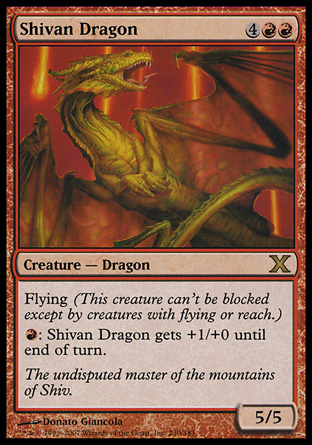 Shivan Dragon 4
Creature — Dragon X
Flying (This creature can't be blocked
except by creatures with flying or reach.)
: Shivan Dragon gets +1/+0 until
end of turn.
The undisputed master of the mountains
of Shiv.
Donato Giancola
5/5